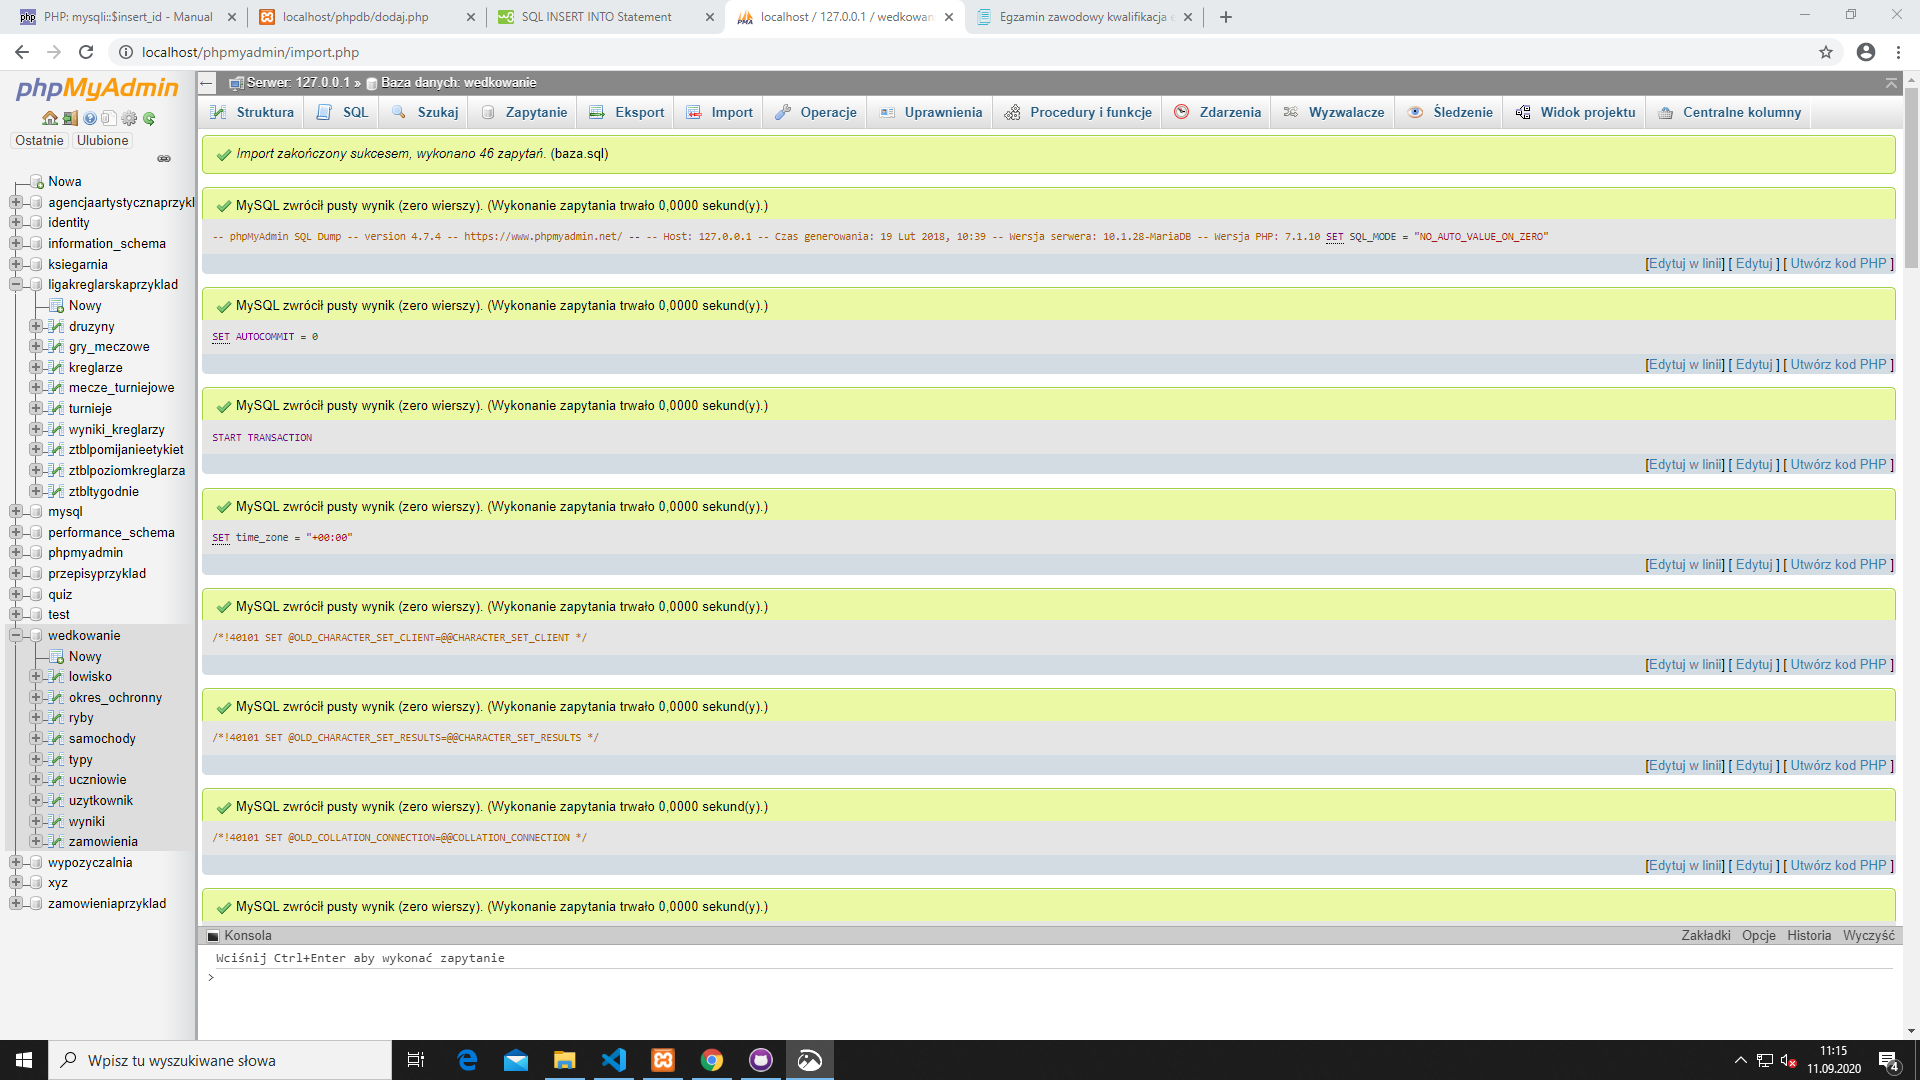 PHP: mysqli::$insert_id - Manual
localhost/phpdb/dodaj.php
SQL INSERT INTO Statement
localhost / 127.0.0.1 / wedkowan
Egzamin zawodowy kwalifikacja
localhost/phpmyadmin/import.php
phpMyAdmin
Ostatnie
Ulubione
Nowa
agencjaartystycznaprzykl
identity
information_schema
ksiegarnia
ligakreglarskaprzyklad
Nowy
druzyny
gry_meczowe
kreglarze
mecze_turniejowe
turnieje
wyniki_kreglarzy
ztblpomijanieetykiet
ztblpoziomkreglarza
ztbltygodnie
mysql
performance_schema
phpmyadmin
przepisyprzyklad
quiz
test
wedkowanie
Nowy
lowisko
okres_ochronny
ryby
samochody
typy
uczniowie
uzytkownik
wyniki
zamowienia
wypozyczalnia
xyz
zamowieniaprzyklad
Serwer: 127.0.0.1 » Baza danych: wedkowanie
Struktura SQL Szukaj Zapytanie Eksport Import Operacje Uprawnienia Procedury i funkcje Zdarzenia Wyzwalacze Śledzenie Widok projektu Centralne kolumny
Import zakończony sukcesem, wykonano 46 zapytań. (baza.sql)
MySQL zwrócił pusty wynik (zero wierszy). (Wykonanie zapytania trwało 0,0000 sekund(y).)
-- phpMyAdmin SQL Dump -- version 4.7.4 -- https://www.phpmyadmin.net/ -- -- Host: 127.0.0.1 -- Czas generowania: 19 Lut 2018, 10:39 -- Wersja serwera: 10.1.28-MariaDB -- Wersja PHP: 7.1.10 SET SQL_MODE = "NO_AUTO_VALUE_ON_ZERO"
[Edytuj w linii] [ Edytuj ] [ Utwórz kod PHP ]
MySQL zwrócił pusty wynik (zero wierszy). (Wykonanie zapytania trwało 0,0000 sekund(y).)
SET AUTOCOMMIT = 0
[Edytuj w linii] [ Edytuj ] [ Utwórz kod PHP ]
MySQL zwrócił pusty wynik (zero wierszy). (Wykonanie zapytania trwało 0,0000 sekund(y).)
START TRANSACTION
[Edytuj w linii] [ Edytuj ] [ Utwórz kod PHP ]
MySQL zwrócił pusty wynik (zero wierszy). (Wykonanie zapytania trwało 0,0000 sekund(y).)
SET time_zone = "+00:00"
[Edytuj w linii] [ Edytuj ] [ Utwórz kod PHP ]
MySQL zwrócił pusty wynik (zero wierszy). (Wykonanie zapytania trwało 0,0000 sekund(y).)
/*!40101 SET @OLD_CHARACTER_SET_CLIENT=@@CHARACTER_SET_CLIENT */
[Edytuj w linii] [ Edytuj ] [ Utwórz kod PHP ]
MySQL zwrócił pusty wynik (zero wierszy). (Wykonanie zapytania trwało 0,0000 sekund(y).)
/*!40101 SET @OLD_CHARACTER_SET_RESULTS=@@CHARACTER_SET_RESULTS */
[Edytuj w linii] [ Edytuj ] [ Utwórz kod PHP ]
MySQL zwrócił pusty wynik (zero wierszy). (Wykonanie zapytania trwało 0,0000 sekund(y).)
/*!40101 SET @OLD_COLLATION_CONNECTION=@@COLLATION_CONNECTION */
[Edytuj w linii] [ Edytuj ] [ Utwórz kod PHP ]
MySQL zwrócił pusty wynik (zero wierszy). (Wykonanie zapytania trwało 0,0000 sekund(y).)
Konsola
Zakładki Opcje Historia Wyczyść
Wciśnij Ctrl+Enter aby wykonać zapytanie
>
Wpisz tu wyszukiwane słowa
11:15
11.09.2020
4